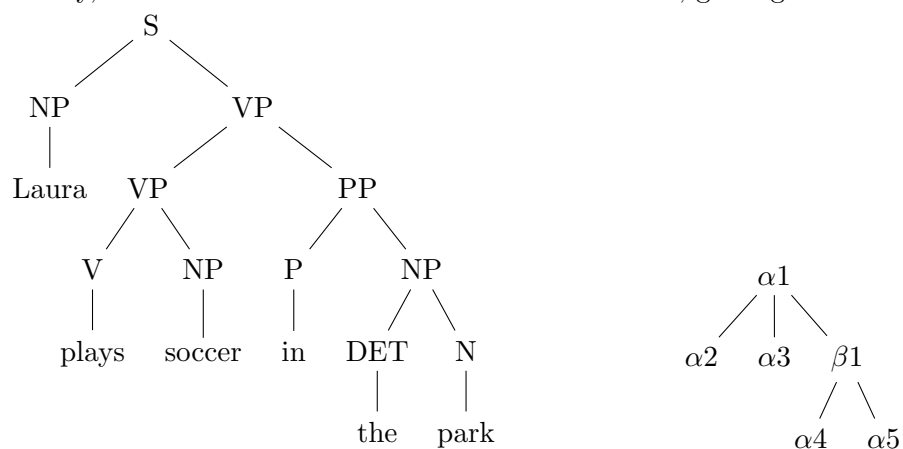 S
NP VP
Laura VP PP
V NP P NP α1
plays soccer in DET N α2 α3 β1
the park α4 α5